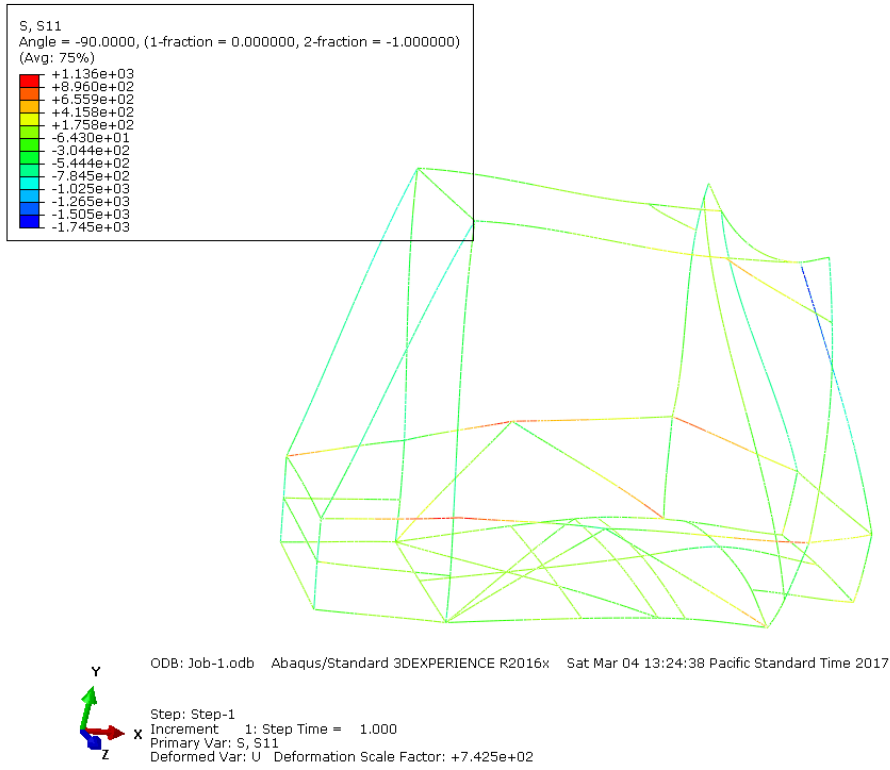 S, S11
Angle = -90.0000, (1-fraction = 0.000000, 2-fraction = -1.000000)
(Avg: 75%)
+1.136e+03
+8.960e+02
+6.559e+02
+4.158e+02
+1.758e+02
-6.430e+01
-3.044e+02
-5.444e+02
-7.845e+02
-1.025e+03
-1.265e+03
-1.505e+03
-1.745e+03
ODB: Job-1.odb Abaqus/Standard 3DEXPERIENCE R2016x Sat Mar 04 13:24:38 Pacific Standard Time 2017
Y
X
Z
Step: Step-1
Increment 1: Step Time = 1.000
Primary Var: S, S11
Deformed Var: U Deformation Scale Factor: +7.425e+02